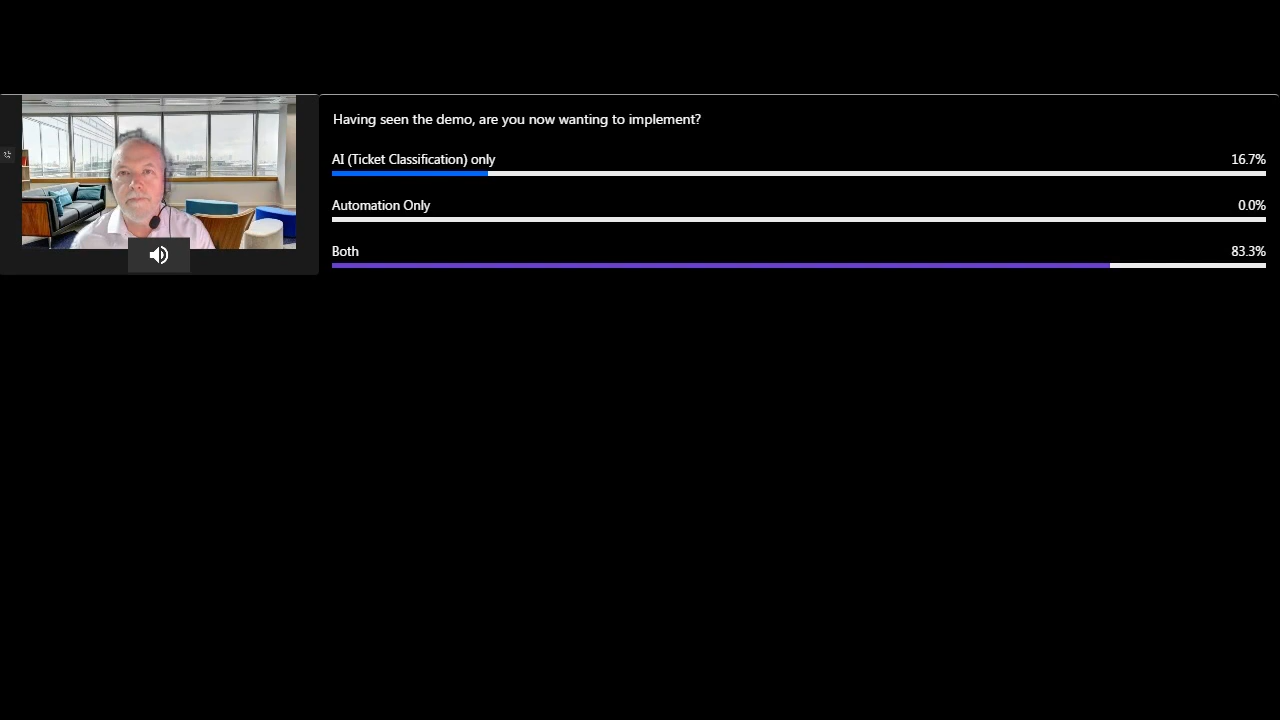 Having seen the demo, are you now wanting to implement?
AI (Ticket Classification) only 16.7%
Automation Only 0.0%
Both 83.3%